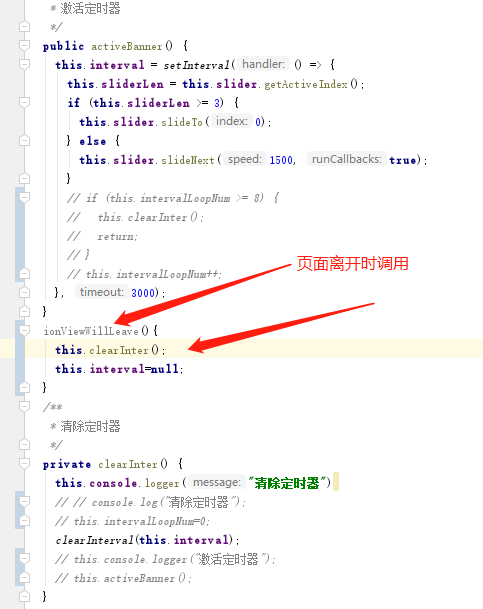 * 激活定时器
*/
public activeBanner() {
this.interval = setInterval( handler: () => {
this.sliderLen = this.slider.getActiveIndex();
if (this.sliderLen >= 3) {
this.slider.slideTo( index: 0);
} else {
this.slider.slideNext( speed: 1500, runCallbacks: true);
}
// if (this.intervalLoopNum >= 8) {
// this.clearInter();
// return;
// }
// this.intervalLoopNum++;
页面离开时调用
}, timeout: 3000);
}
ionViewWillLeave(){
this.clearInter();
this.interval=null;
}
/**
* 清除定时器
*/
private clearInter() {
this.console.logger( message: "清除定时器")
// // console.log("清除定时器");
// this.intervalLoopNum=0;
clearInterval(this.interval);
// this.console.logger("激活定时器");
// this.activeBanner();
}